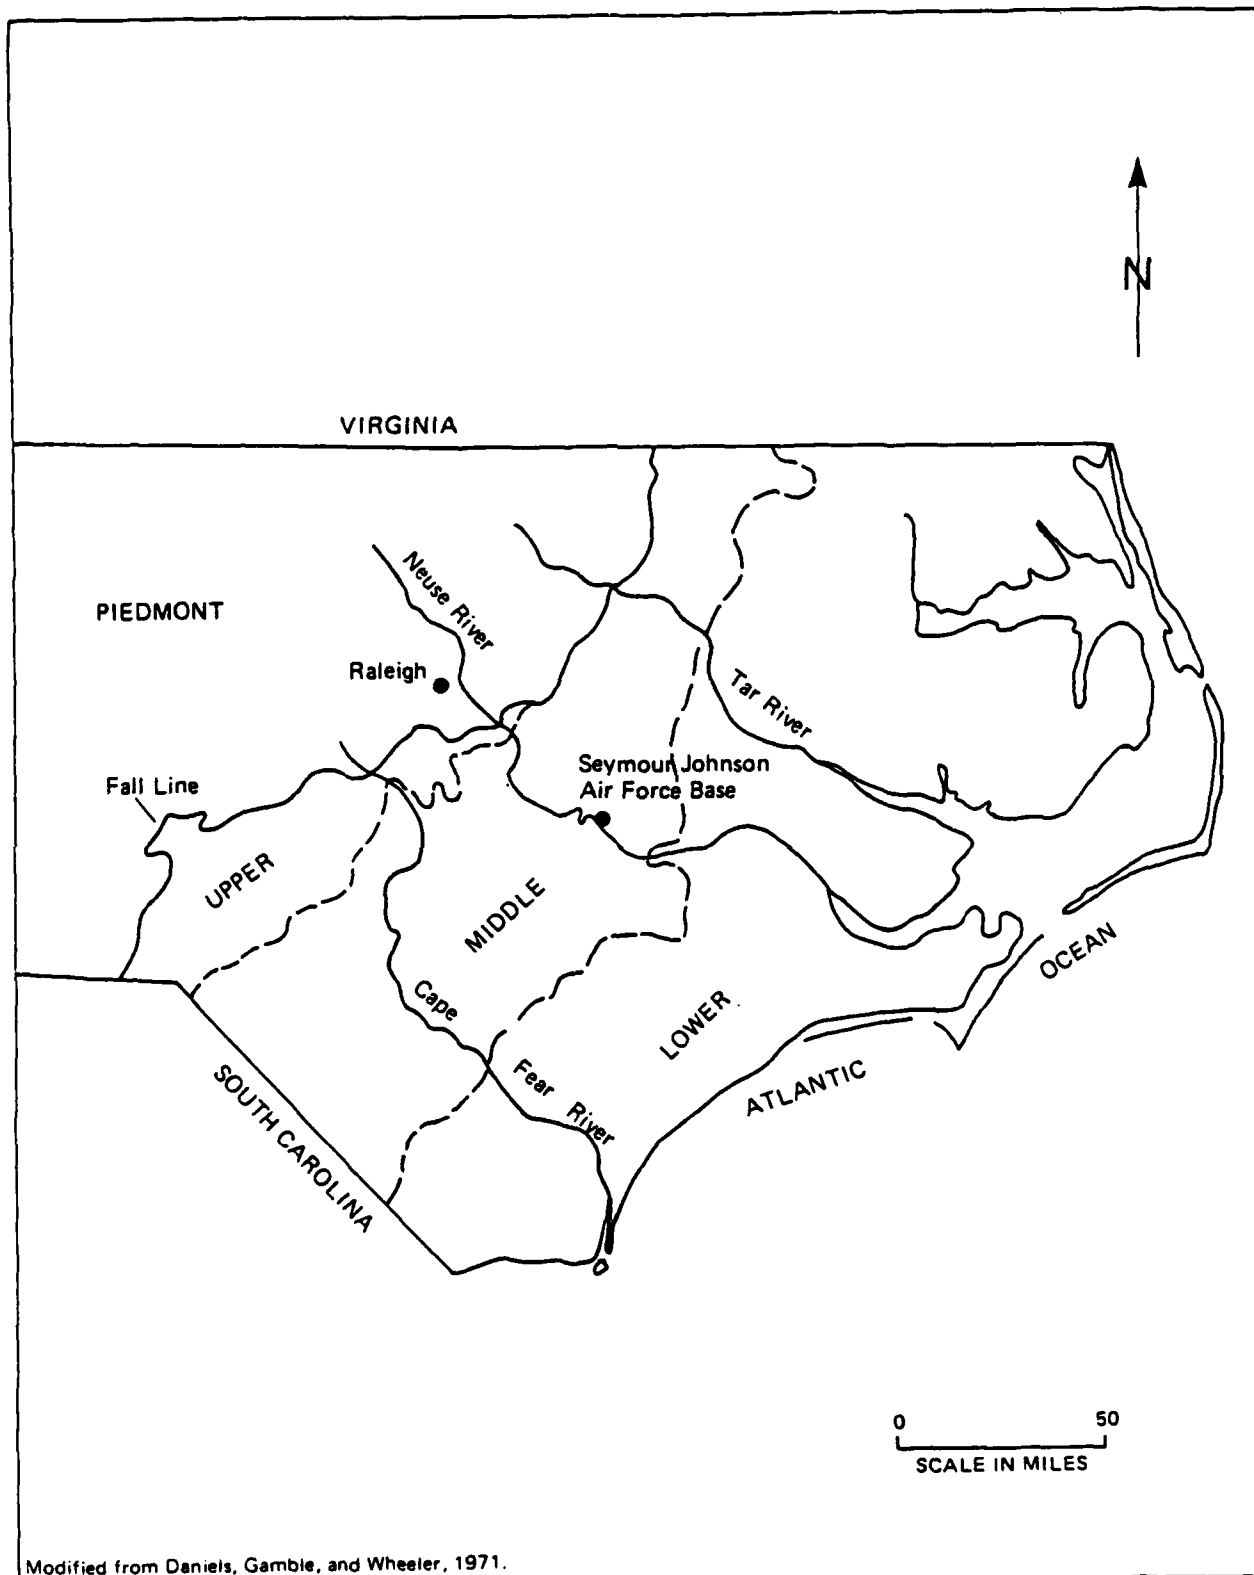 N
VIRGINIA
Neuse River
PIEDMONT
Raleigh
Tar River
Seymour Johnson
Air Force Base
Fall Line
UPPER
MIDDLE
OCEAN
Cape
LOWER
Fear River
ATLANTIC
SOUTH CAROLINA
0 50
SCALE IN MILES
Modified from Daniels, Gamble, and Wheeler, 1971.